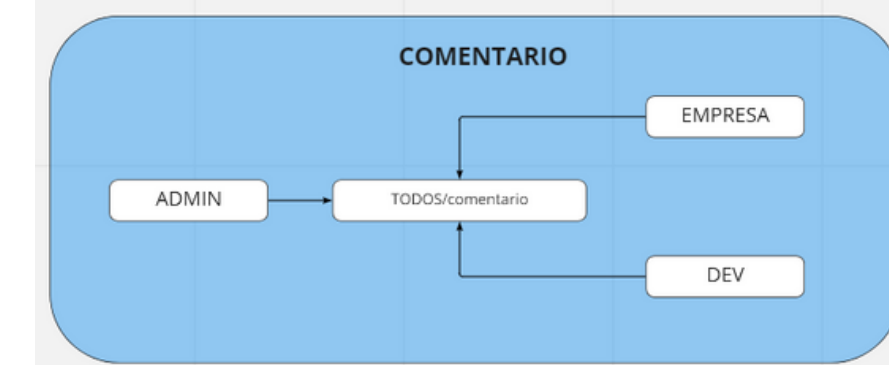 COMENTARIO
EMPRESA
ADMIN
TODOS/comentario
DEV